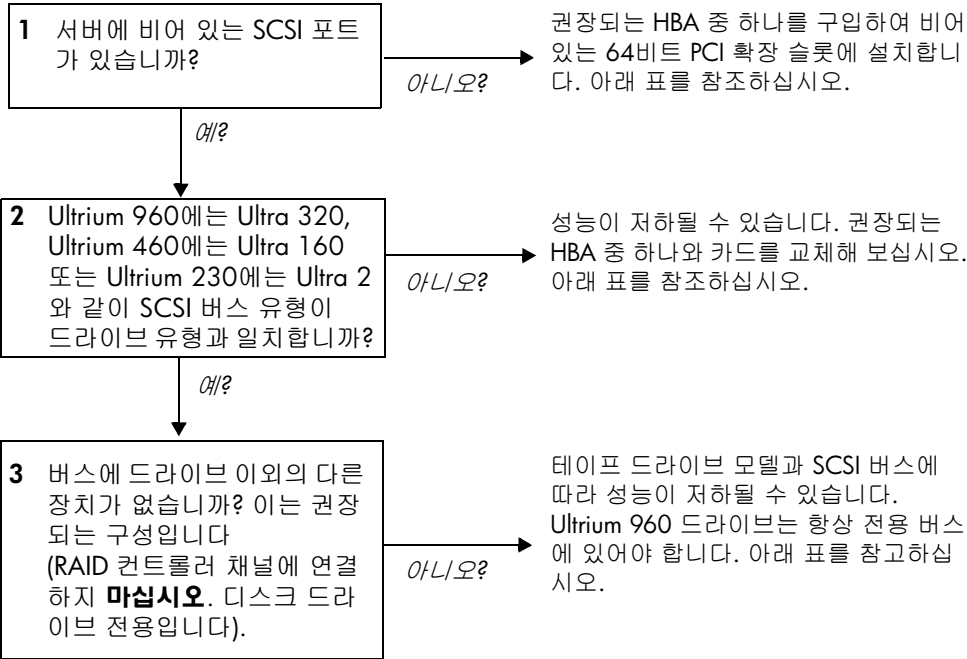 1 서버에 비어 있는 SCSI 포트
가 있습니까?
아니오?
권장되는 HBA 중 하나를 구입하여 비어
있는 64비트 PCI 확장 슬롯에 설치합니
다. 아래 표를 참조하십시오.
예?
2 Ultrium 960에는 Ultra 320,
Ultrium 460에는 Ultra 160
또는 Ultrium 230에는 Ultra 2
와 같이 SCSI 버스 유형이
드라이브 유형과 일치합니까?
아니오?
성능이 저하될 수 있습니다. 권장되는
HBA 중 하나와 카드를 교체해 보십시오.
아래 표를 참조하십시오.
예?
3 버스에 드라이브 이외의 다른
장치가 없습니까? 이는 권장
되는 구성입니다
(RAID 컨트롤러 채널에 연결
하지 마십시오. 디스크 드라
이브 전용입니다).
아니오?
테이프 드라이브 모델과 SCSI 버스에
따라 성능이 저하될 수 있습니다.
Ultrium 960 드라이브는 항상 전용 버스
에 있어야 합니다. 아래 표를 참고하십
시오.